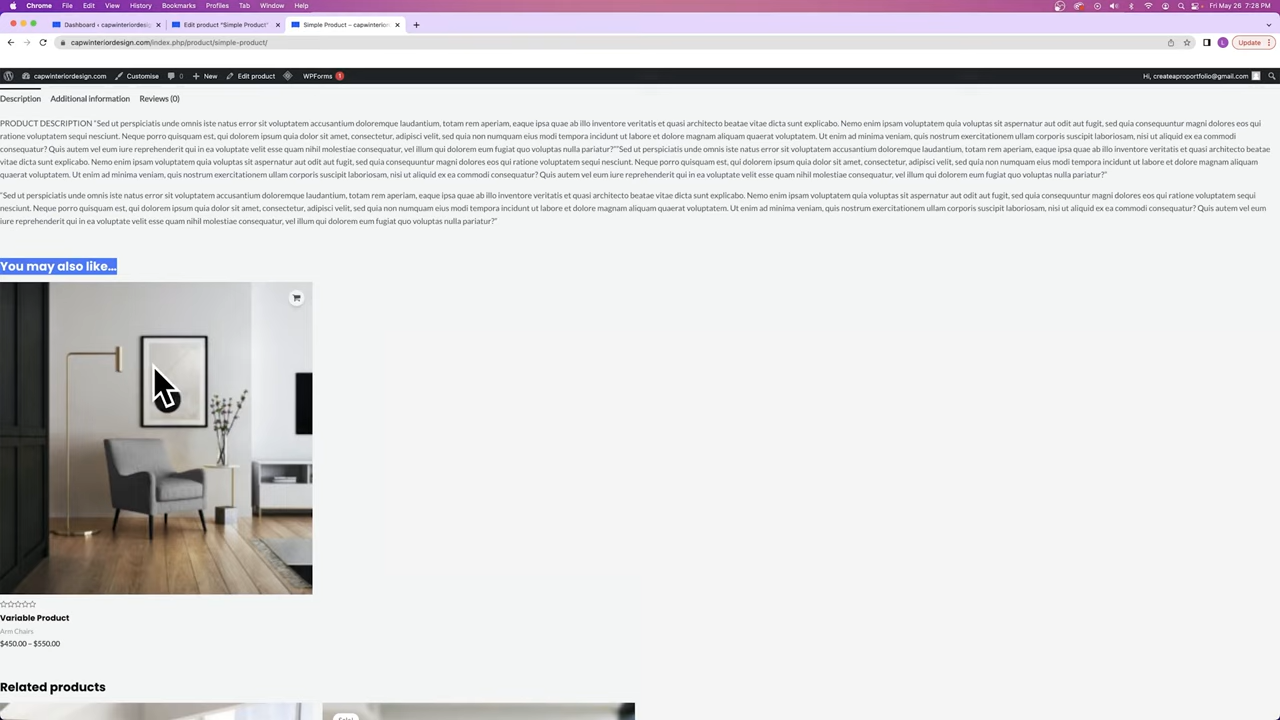 Chrome File Edit View History Bookmarks Profiles Tab Window Help Fri May 26 7:28 PM
Dashboard ‹ capwinteriordesig Edit product "Simple Product" Simple Product – capwinterior
capwinteriordesign.com/index.php/product/simple-product/ Update
capwinteriordesign.com Customise 0 New Edit product WPForms 1 Hi, createaproportfolio@gmail.com
Description Additional information Reviews (0)
PRODUCT DESCRIPTION "Sed ut perspiciatis unde omnis iste natus error sit voluptatem accusantium doloremque laudantium, totam rem aperiam, eaque ipsa quae ab illo inventore veritatis et quasi architecto beatae vitae dicta sunt explicabo. Nemo enim ipsam voluptatem quia voluptas sit aspernatur aut odit aut fugit, sed quia consequuntur magni dolores eos qui
ratione voluptatem sequi nesciunt. Neque porro quisquam est, qui dolorem ipsum quia dolor sit amet, consectetur, adipisci velit, sed quia non numquam eius modi tempora incidunt ut labore et dolore magnam aliquam quaerat voluptatem. Ut enim ad minima veniam, quis nostrum exercitationem ullam corporis suscipit laboriosam, nisi ut aliquid ex ea commodi
consequatur? Quis autem vel eum iure reprehenderit qui in ea voluptate velit esse quam nihil molestiae consequatur, vel illum qui dolorem eum fugiat quo voluptas nulla pariatur?""Sed ut perspiciatis unde omnis iste natus error sit voluptatem accusantium doloremque laudantium, totam rem aperiam, eaque ipsa quae ab illo inventore veritatis et quasi architecto beatae
vitae dicta sunt explicabo. Nemo enim ipsam voluptatem quia voluptas sit aspernatur aut odit aut fugit, sed quia consequuntur magni dolores eos qui ratione voluptatem sequi nesciunt. Neque porro quisquam est, qui dolorem ipsum quia dolor sit amet, consectetur, adipisci velit, sed quia non numquam eius modi tempora incidunt ut labore et dolore magnam aliquam
quaerat voluptatem. Ut enim ad minima veniam, quis nostrum exercitationem ullam corporis suscipit laboriosam, nisi ut aliquid ex ea commodi consequatur? Quis autem vel eum iure reprehenderit qui in ea voluptate velit esse quam nihil molestiae consequatur, vel illum qui dolorem eum fugiat quo voluptas nulla pariatur?"
"Sed ut perspiciatis unde omnis iste natus error sit voluptatem accusantium doloremque laudantium, totam rem aperiam, eaque ipsa quae ab illo inventore veritatis et quasi architecto beatae vitae dicta sunt explicabo. Nemo enim ipsam voluptatem quia voluptas sit aspernatur aut odit aut fugit, sed quia consequuntur magni dolores eos qui ratione voluptatem sequi
nesciunt. Neque porro quisquam est, qui dolorem ipsum quia dolor sit amet, consectetur, adipisci velit, sed quia non numquam eius modi tempora incidunt ut labore et dolore magnam aliquam quaerat voluptatem. Ut enim ad minima veniam, quis nostrum exercitationem ullam corporis suscipit laboriosam, nisi ut aliquid ex ea commodi consequatur? Quis autem vel eum
iure reprehenderit qui in ea voluptate velit esse quam nihil molestiae consequatur, vel illum qui dolorem eum fugiat quo voluptas nulla pariatur?"
You may also like…
Variable Product
Arm Chairs
$450.00 – $550.00
Related products
Sale!